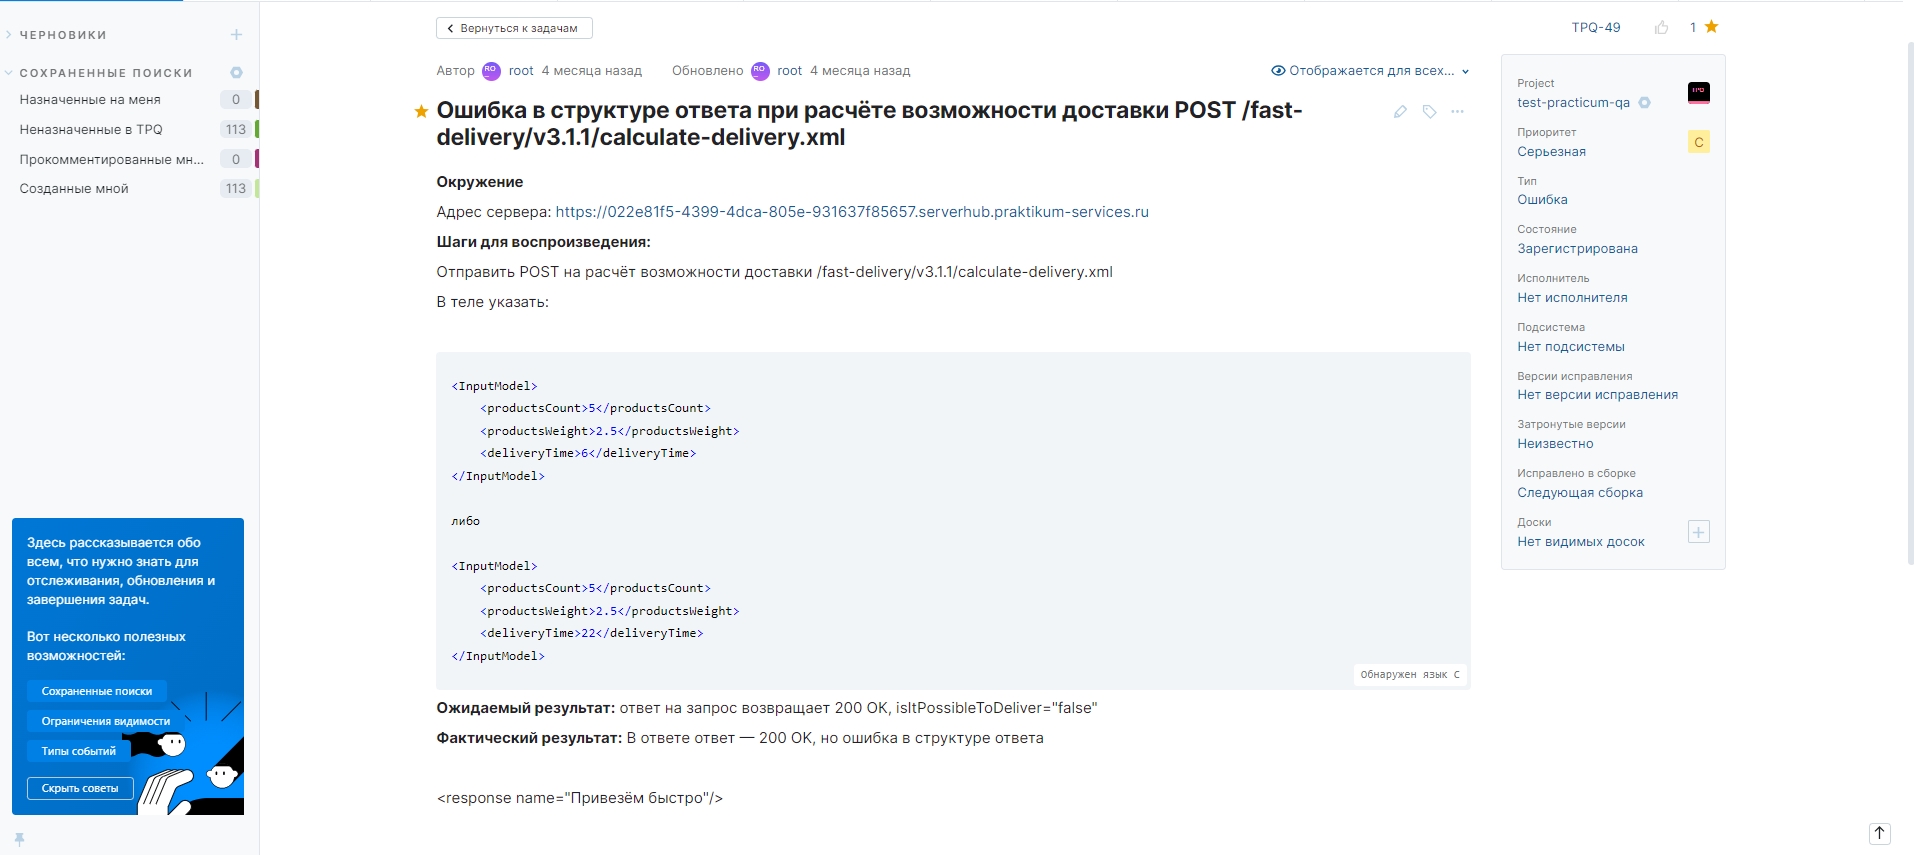 ЧЕРНОВИКИ
СОХРАНЕННЫЕ ПОИСКИ
Назначенные на меня 0
Неназначенные в TPQ 113
Прокомментированные мн... 0
Созданные мной 113
Здесь рассказывается обо
всем, что нужно знать для
отслеживания, обновления и
завершения задач.
Вот несколько полезных
возможностей:
Сохраненные поиски
Ограничения видимости
Типы событий
Скрыть советы
Вернуться к задачам
TPQ-49 1
Автор RO root 4 месяца назад Обновлено RO root 4 месяца назад Отображается для всех...
Ошибка в структуре ответа при расчёте возможности доставки POST /fast-
delivery/v3.1.1/calculate-delivery.xml
Окружение
Адрес сервера: https://022e81f5-4399-4dca-805e-931637f85657.serverhub.praktikum-services.ru
Шаги для воспроизведения:
Отправить POST на расчёт возможности доставки /fast-delivery/v3.1.1/calculate-delivery.xml
В теле указать:
<InputModel>
<productsCount>5</productsCount>
<productsWeight>2.5</productsWeight>
<deliveryTime>6</deliveryTime>
</InputModel>
либо
<InputModel>
<productsCount>5</productsCount>
<productsWeight>2.5</productsWeight>
<deliveryTime>22</deliveryTime>
</InputModel>
Обнаружен язык C
Ожидаемый результат: ответ на запрос возвращает 200 OK, isItPossibleToDeliver="false"
Фактический результат: В ответе ответ — 200 OK, но ошибка в структуре ответа
<response name="Привезём быстро"/>
Project
test-practicum-qa
Приоритет
Серьезная
С
Тип
Ошибка
Состояние
Зарегистрирована
Исполнитель
Нет исполнителя
Подсистема
Нет подсистемы
Версии исправления
Нет версии исправления
Затронутые версии
Неизвестно
Исправлено в сборке
Следующая сборка
Доски
Нет видимых досок